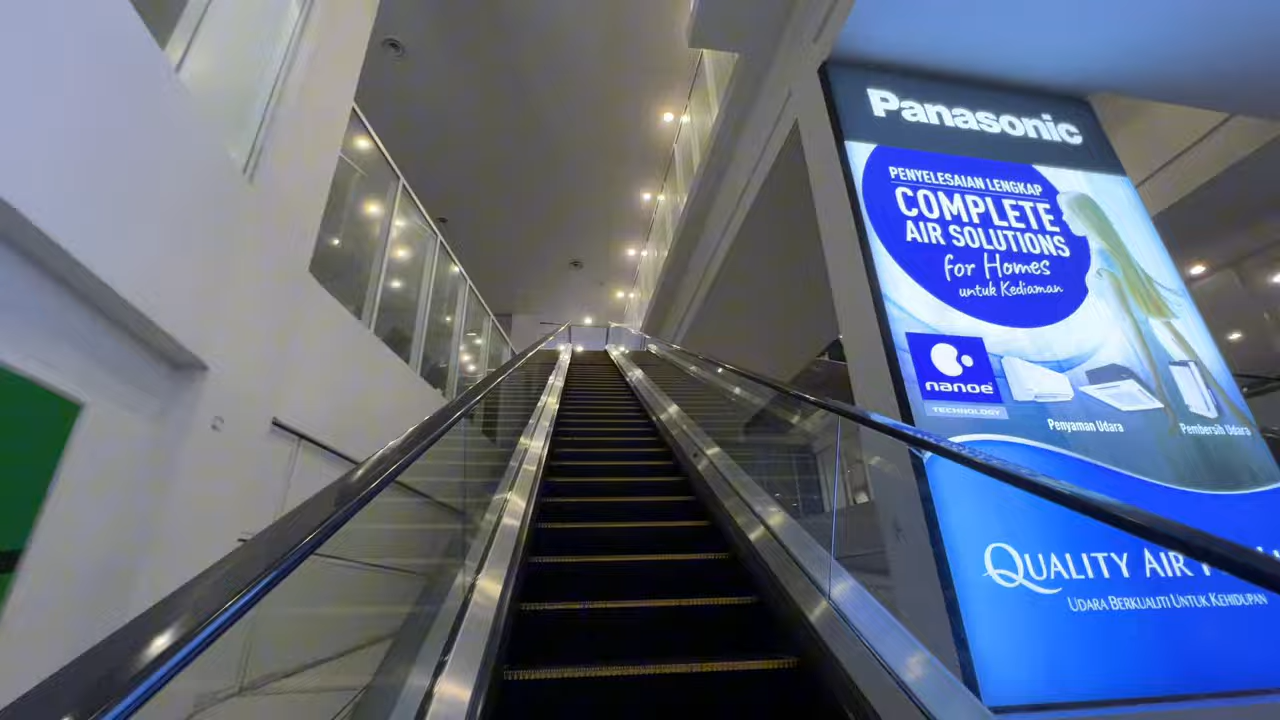 Panasonic
PENYELESAIAN LENGKAP
COMPLETE
AIR SOLUTIONS
for Homes
untuk Kediaman
nanoe
TECHNOLOGY
Penyaman Udara
Pembersih Udara
QUALITY AIR
UDARA BERKUALITI UNTUK KEHIDUPAN